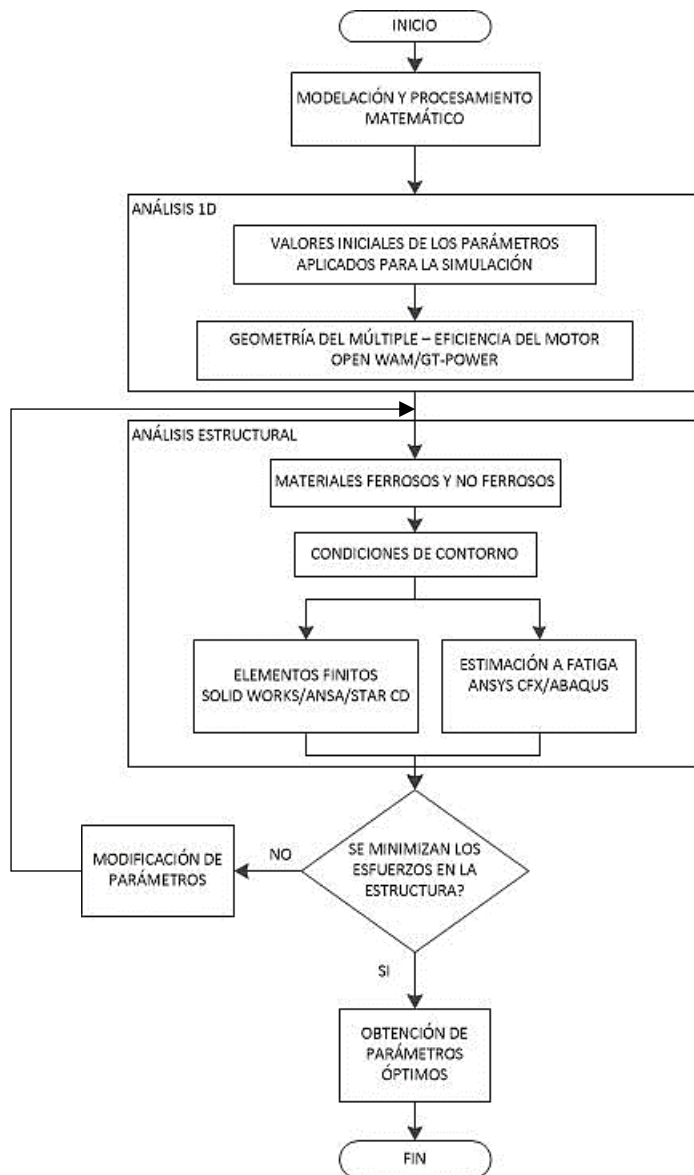 INICIO
MODELACIÓN Y PROCESAMIENTO
MATEMÁTICO
ANÁLISIS 1D
VALORES INICIALES DE LOS PARÁMETROS
APLICADOS PARA LA SIMULACIÓN
GEOMETRÍA DEL MÚLTIPLE – EFICIENCIA DEL MOTOR
OPEN WAM/GT-POWER
ANÁLISIS ESTRUCTURAL
MATERIALES FERROSOS Y NO FERROSOS
CONDICIONES DE CONTORNO
ELEMENTOS FINITOS
SOLID WORKS/ANSA/STAR CD
ESTIMACIÓN A FATIGA
ANSYS CFX/ABAQUS
SE MINIMIZAN LOS
ESFUERZOS EN LA
ESTRUCTURA?
NO
MODIFICACIÓN DE
PARÁMETROS
SI
OBTENCIÓN DE
PARÁMETROS
ÓPTIMOS
FIN